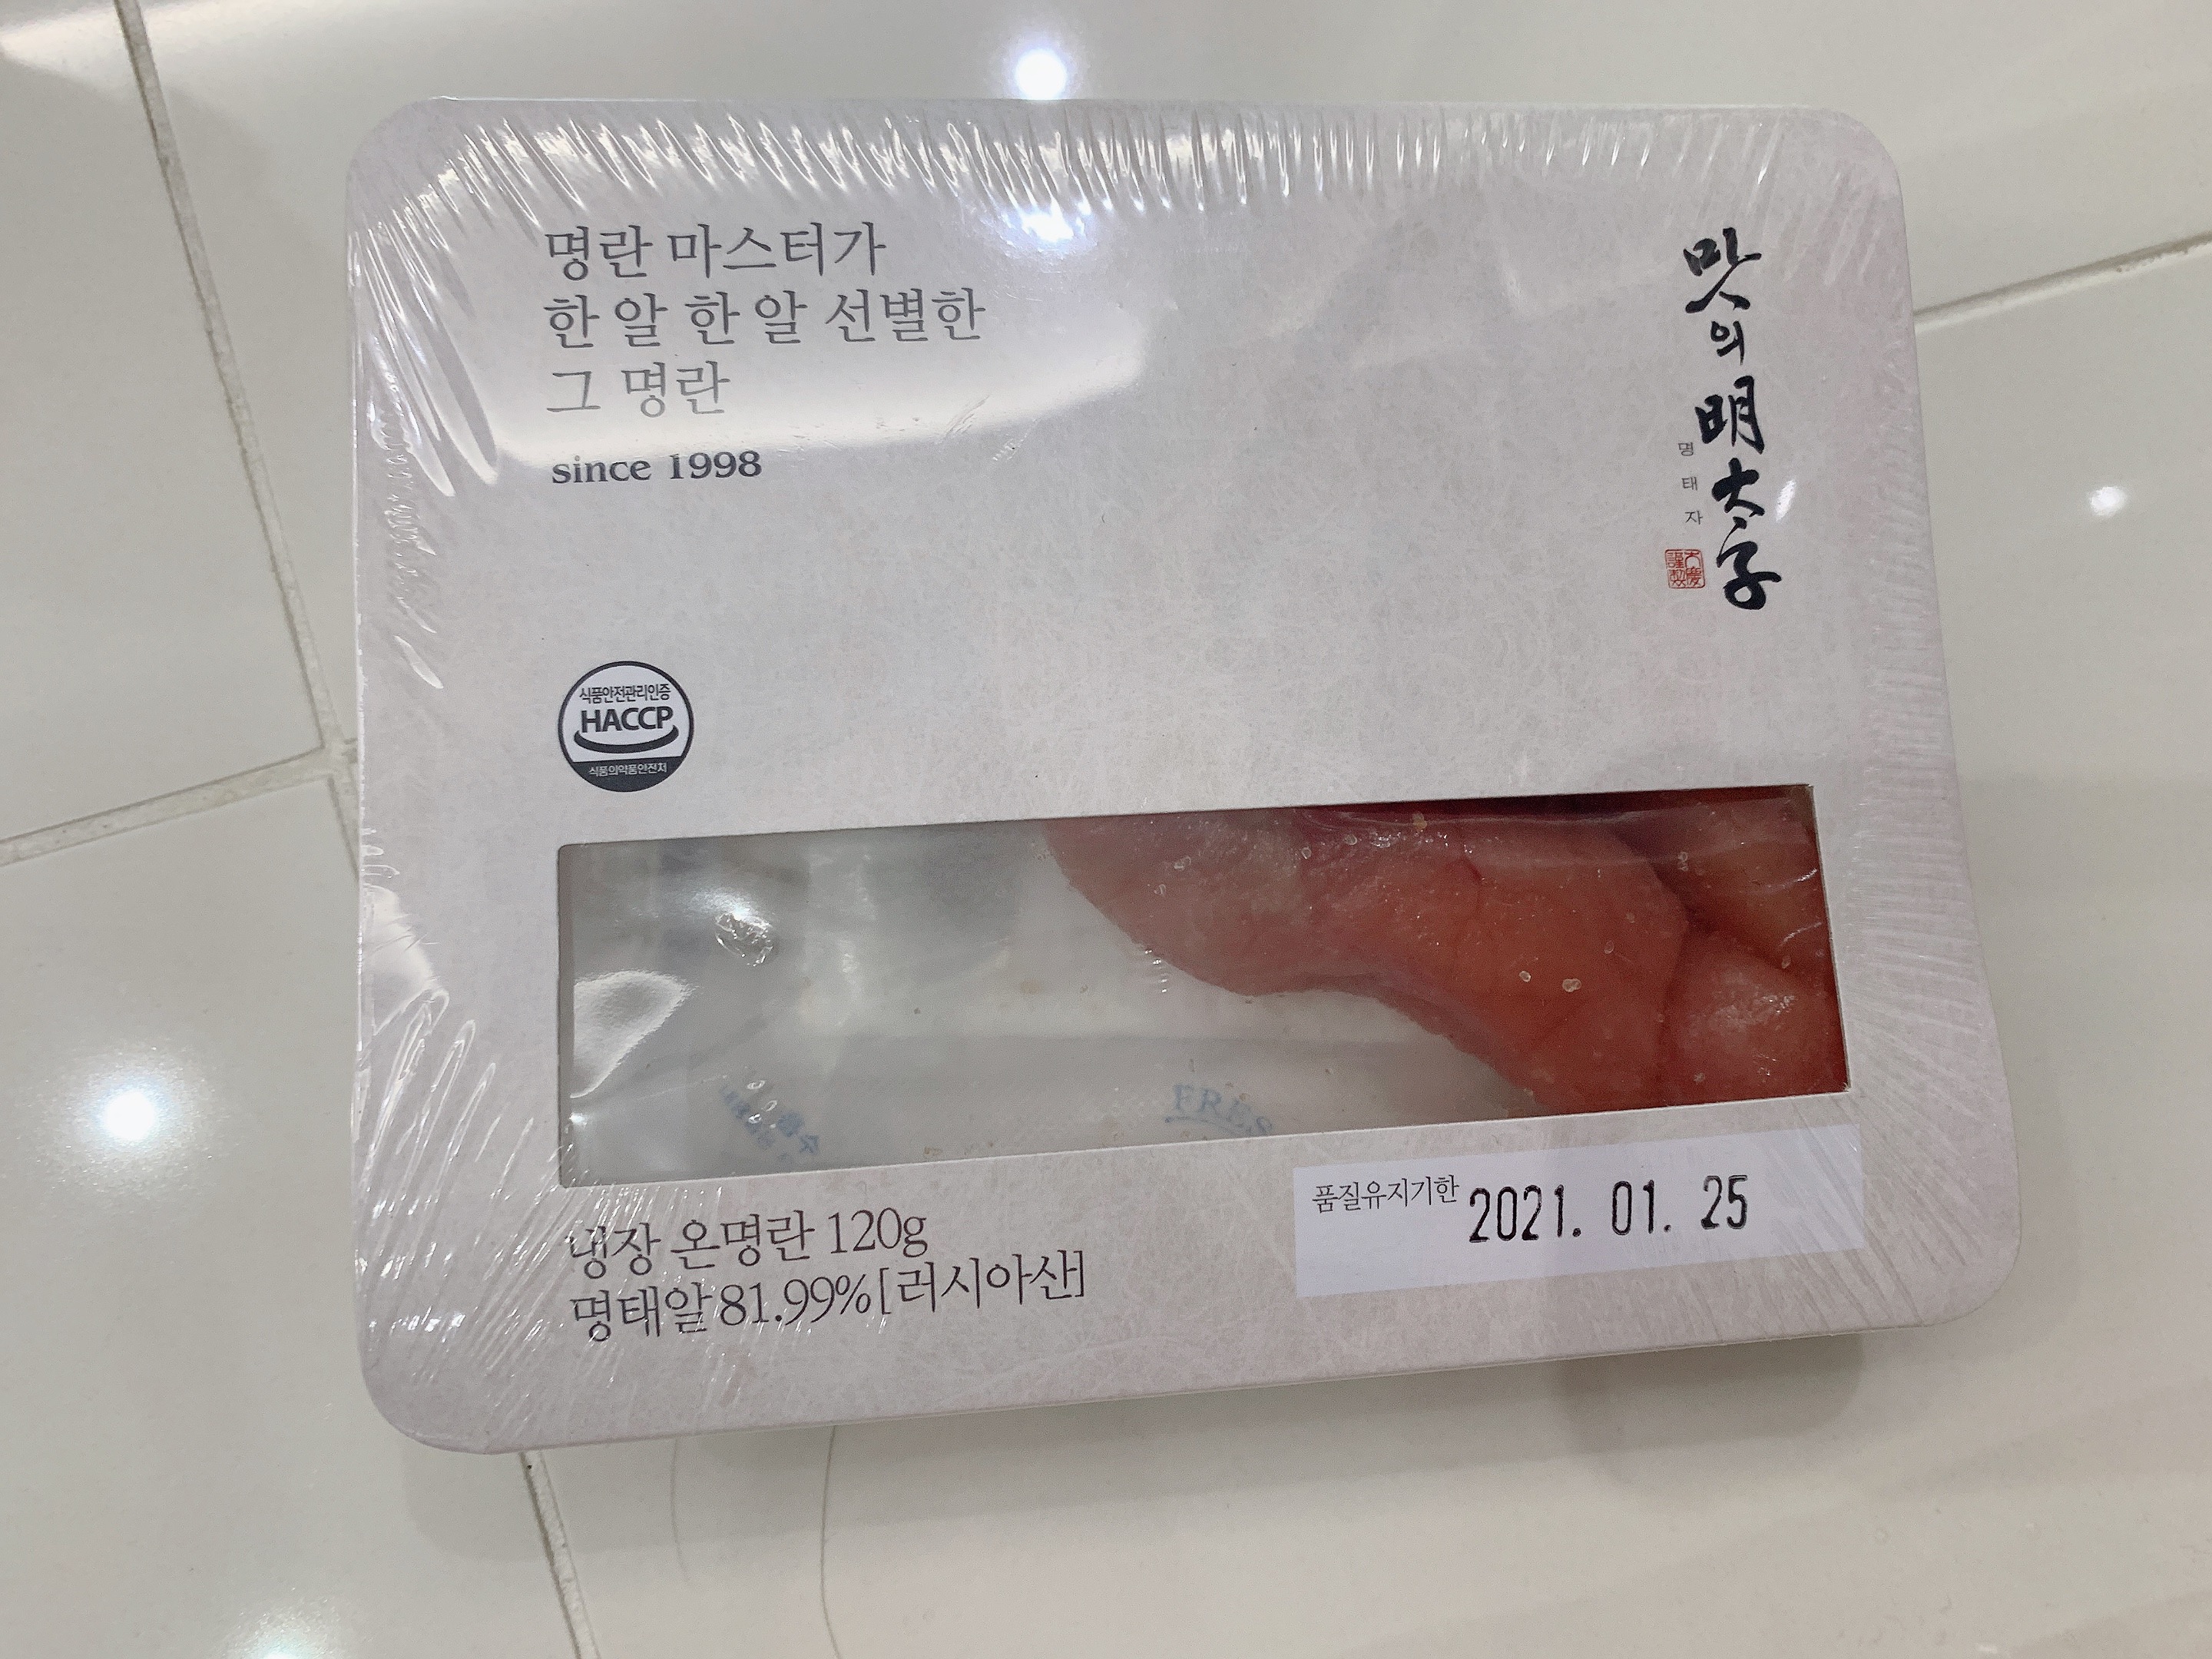 명란 마스터가
한 알 한 알 선별한
그 명란
since 1998
맛의 明太子
명태자
식품안전관리인증
HACCP
식품의약품안전처
FRES
냉장 온명란 120g
명태알 81.99% [러시아산]
품질유지기한 2021. 01. 25